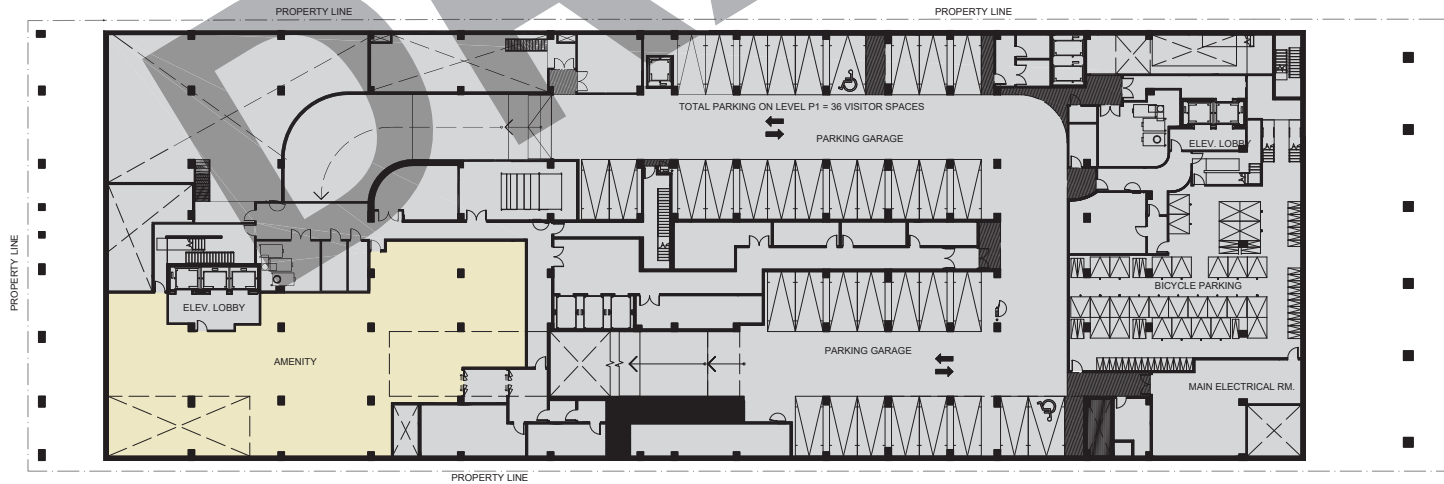 PROPERTY LINE
PROPERTY LINE
TOTAL PARKING ON LEVEL P1 = 36 VISITOR SPACES
PARKING GARAGE
ELEV. LOBBY
PROPERTY LINE
BICYCLE PARKING
ELEV. LOBBY
PARKING GARAGE
AMENITY
MAIN ELECTRICAL RM.
PROPERTY LINE